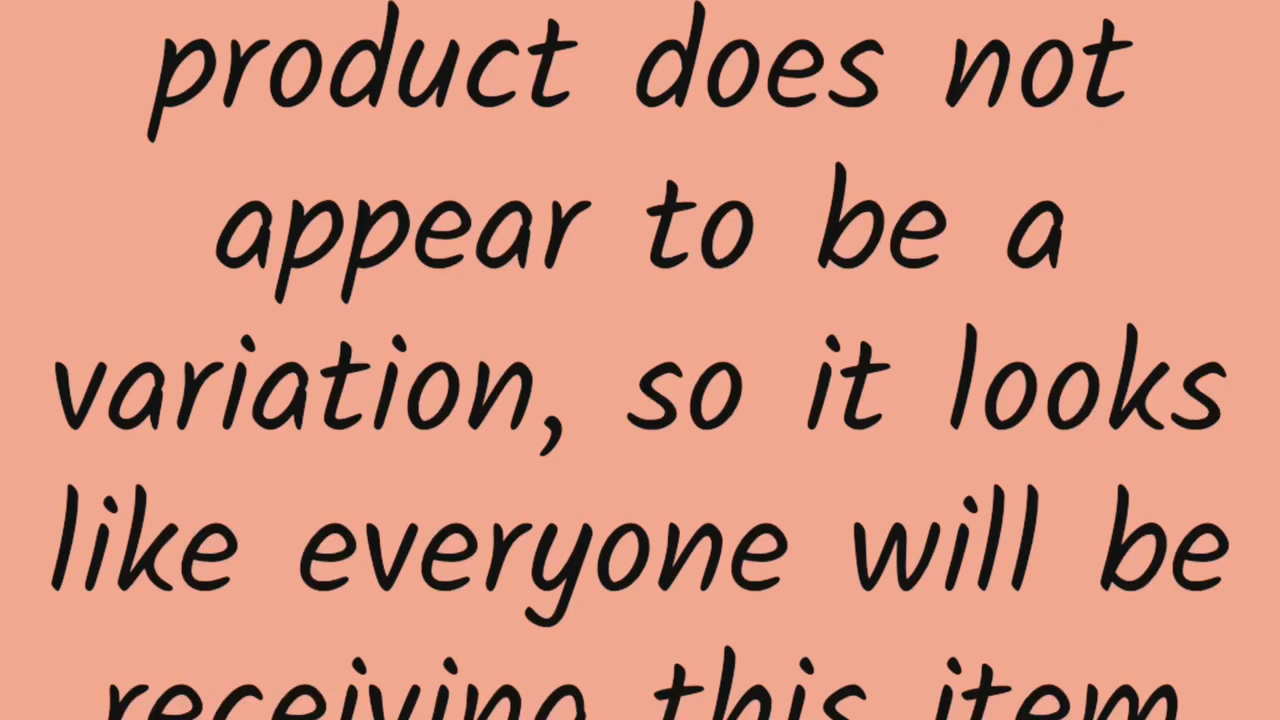 product does not
appear to be a
variation, so it looks
like everyone will be
receiving this item